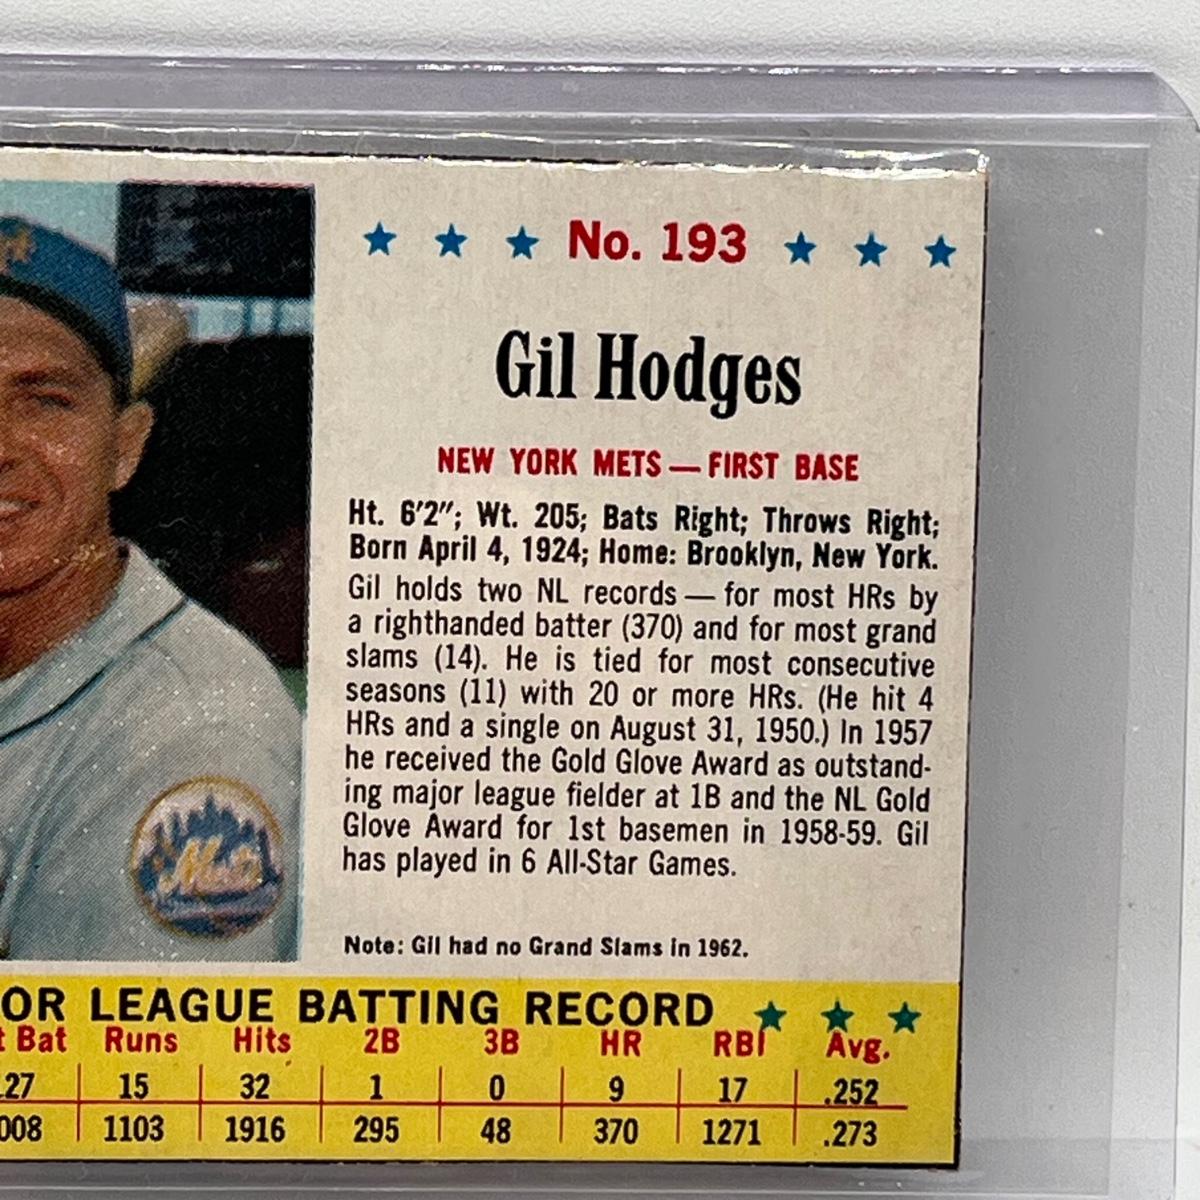 No. 193
Gil Hodges
NEW YORK METS — FIRST BASE
Ht. 6'2"; Wt. 205; Bats Right; Throws Right;
Born April 4, 1924; Home: Brooklyn, New York.
Gil holds two NL records — for most HRs by
a righthanded batter (370) and for most grand
slams (14). He is tied for most consecutive
seasons (11) with 20 or more HRs. (He hit 4
HRs and a single on August 31, 1950.) In 1957
he received the Gold Glove Award as outstand-
ing major league fielder at 1B and the NL Gold
Glove Award for 1st basemen in 1958-59. Gil
has played in 6 All-Star Games.
Mets
Note: Gil had no Grand Slams in 1962.
OR LEAGUE BATTING RECORD
t Bat Runs Hits 2B 3B HR RBI Avg.
27 15 32 1 0 9 17 .252
008 1103 1916 295 48 370 1271 .273